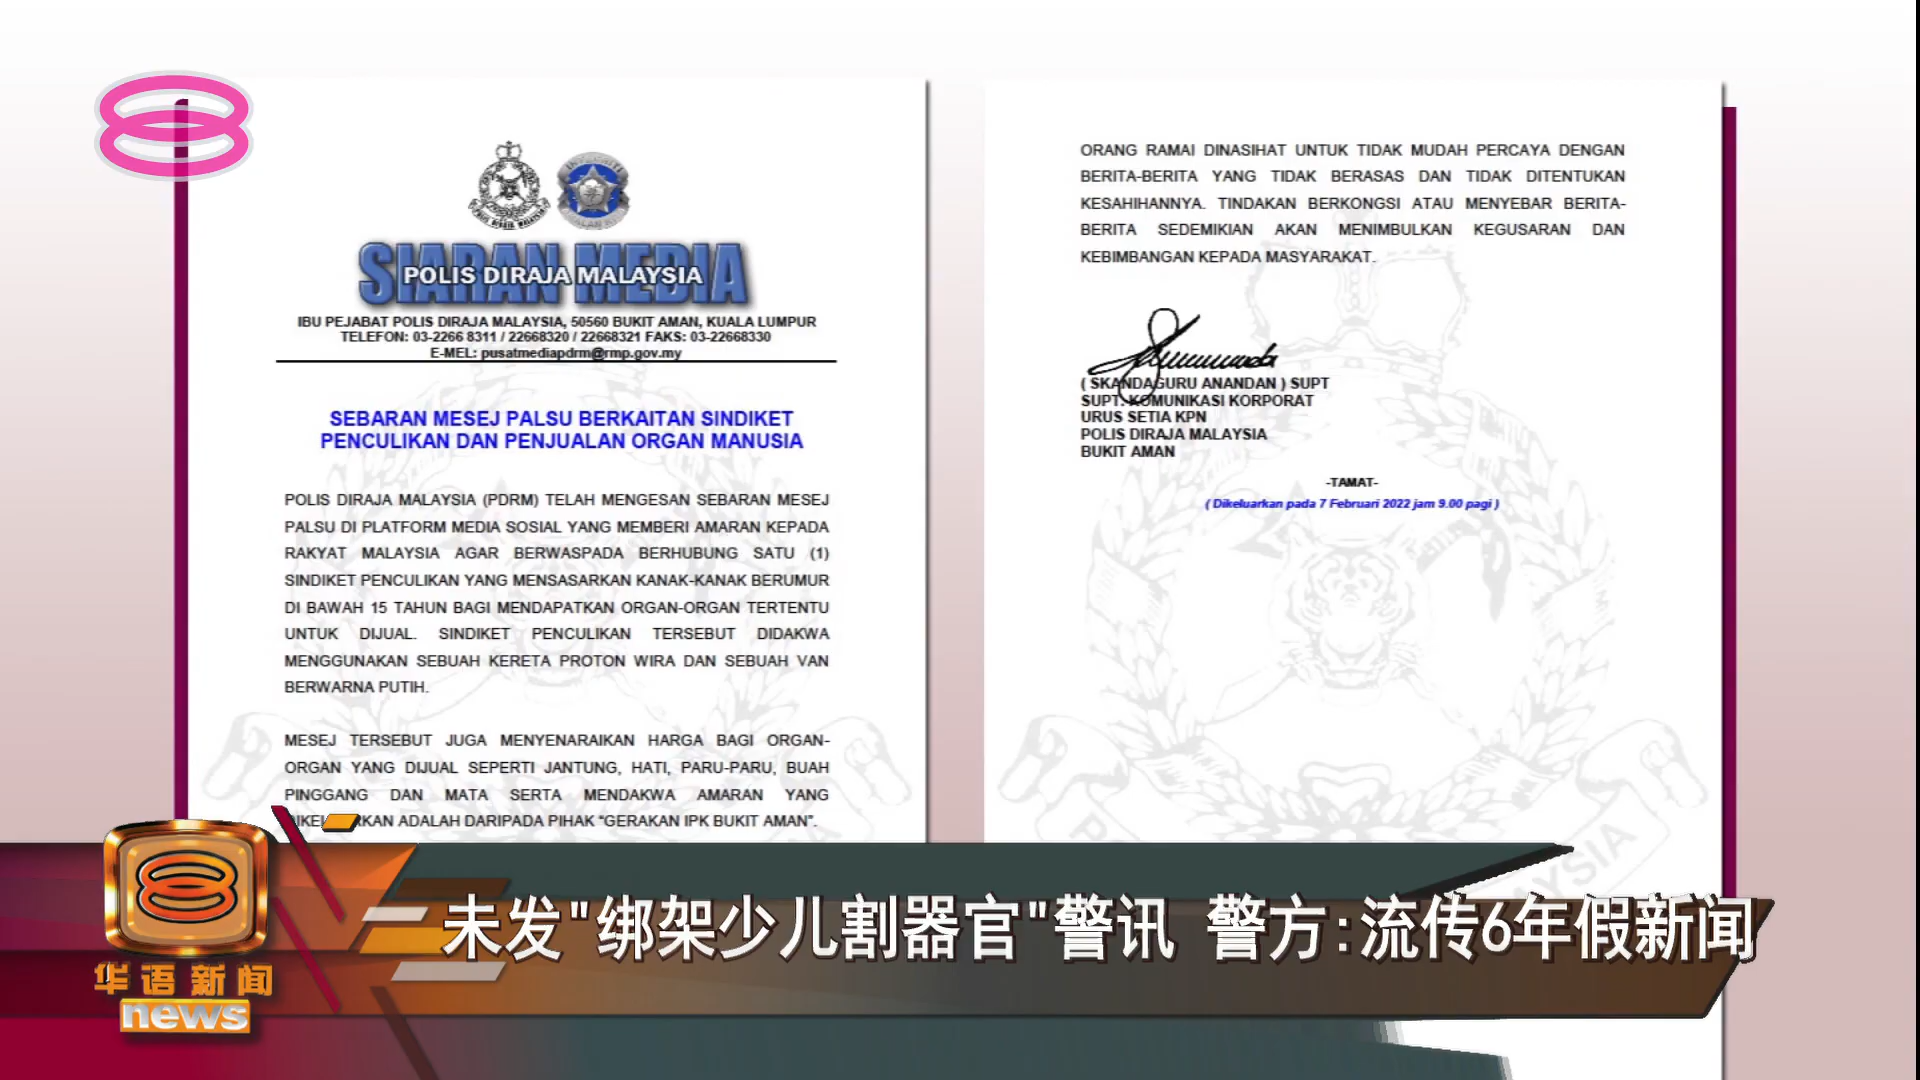 SIARAN MEDIA
POLIS DIRAJA MALAYSIA
IBU PEJABAT POLIS DIRAJA MALAYSIA, 50560 BUKIT AMAN, KUALA LUMPUR
TELEFON: 03-2266 8311 / 22668320 / 22668321 FAKS: 03-22668330
E-MEL: pusatmediapdrm@rmp.gov.my
SEBARAN MESEJ PALSU BERKAITAN SINDIKET
PENCULIKAN DAN PENJUALAN ORGAN MANUSIA
POLIS DIRAJA MALAYSIA (PDRM) TELAH MENGESAN SEBARAN MESEJ
PALSU DI PLATFORM MEDIA SOSIAL YANG MEMBERI AMARAN KEPADA
RAKYAT MALAYSIA AGAR BERWASPADA BERHUBUNG SATU (1)
SINDIKET PENCULIKAN YANG MENSASARKAN KANAK-KANAK BERUMUR
DI BAWAH 15 TAHUN BAGI MENDAPATKAN ORGAN-ORGAN TERTENTU
UNTUK DIJUAL. SINDIKET PENCULIKAN TERSEBUT DIDAKWA
MENGGUNAKAN SEBUAH KERETA PROTON WIRA DAN SEBUAH VAN
BERWARNA PUTIH.
MESEJ TERSEBUT JUGA MENYENARAIKAN HARGA BAGI ORGAN-
ORGAN YANG DIJUAL SEPERTI JANTUNG, HATI, PARU-PARU, BUAH
PINGGANG DAN MATA SERTA MENDAKWA AMARAN YANG
ADALAH DARIPADA PIHAK “GERAKAN IPK BUKIT AMAN”.
ORANG RAMAI DINASIHAT UNTUK TIDAK MUDAH PERCAYA DENGAN
BERITA-BERITA YANG TIDAK BERASAS DAN TIDAK DITENTUKAN
KESAHIHANNYA. TINDAKAN BERKONGSI ATAU MENYEBAR BERITA-
BERITA SEDEMIKIAN AKAN MENIMBULKAN KEGUSARAN DAN
KEBIMBANGAN KEPADA MASYARAKAT.
( SKANDAGURU ANANDAN ) SUPT
SUPT. KOMUNIKASI KORPORAT
URUS SETIA KPN
POLIS DIRAJA MALAYSIA
BUKIT AMAN
-TAMAT-
( Dikeluarkan pada 7 Februari 2022 jam 9.00 pagi )
未发"绑架少儿割器官"警讯 警方:流传6年假新闻
华语新闻
news